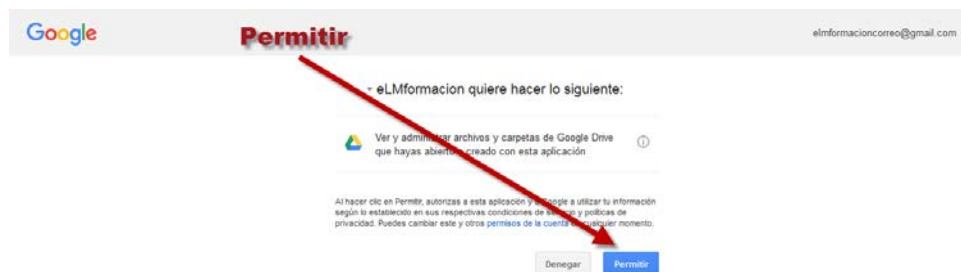 Google
Permitir
elmformacioncorreo@gmail.com
eLMformacion quiere hacer lo siguiente:
Ver y administrar archivos y carpetas de Google Drive
que hayas abierto creado con esta aplicación
Al hacer clic en Permitir, autorizas a esta aplicación y Google a utilizar tu información
según lo establecido en sus respectivas condiciones de servicio y políticas de
privacidad. Puedes cambiar este y otros permisos de la cuenta cualquier momento.
Denegar
Permitir